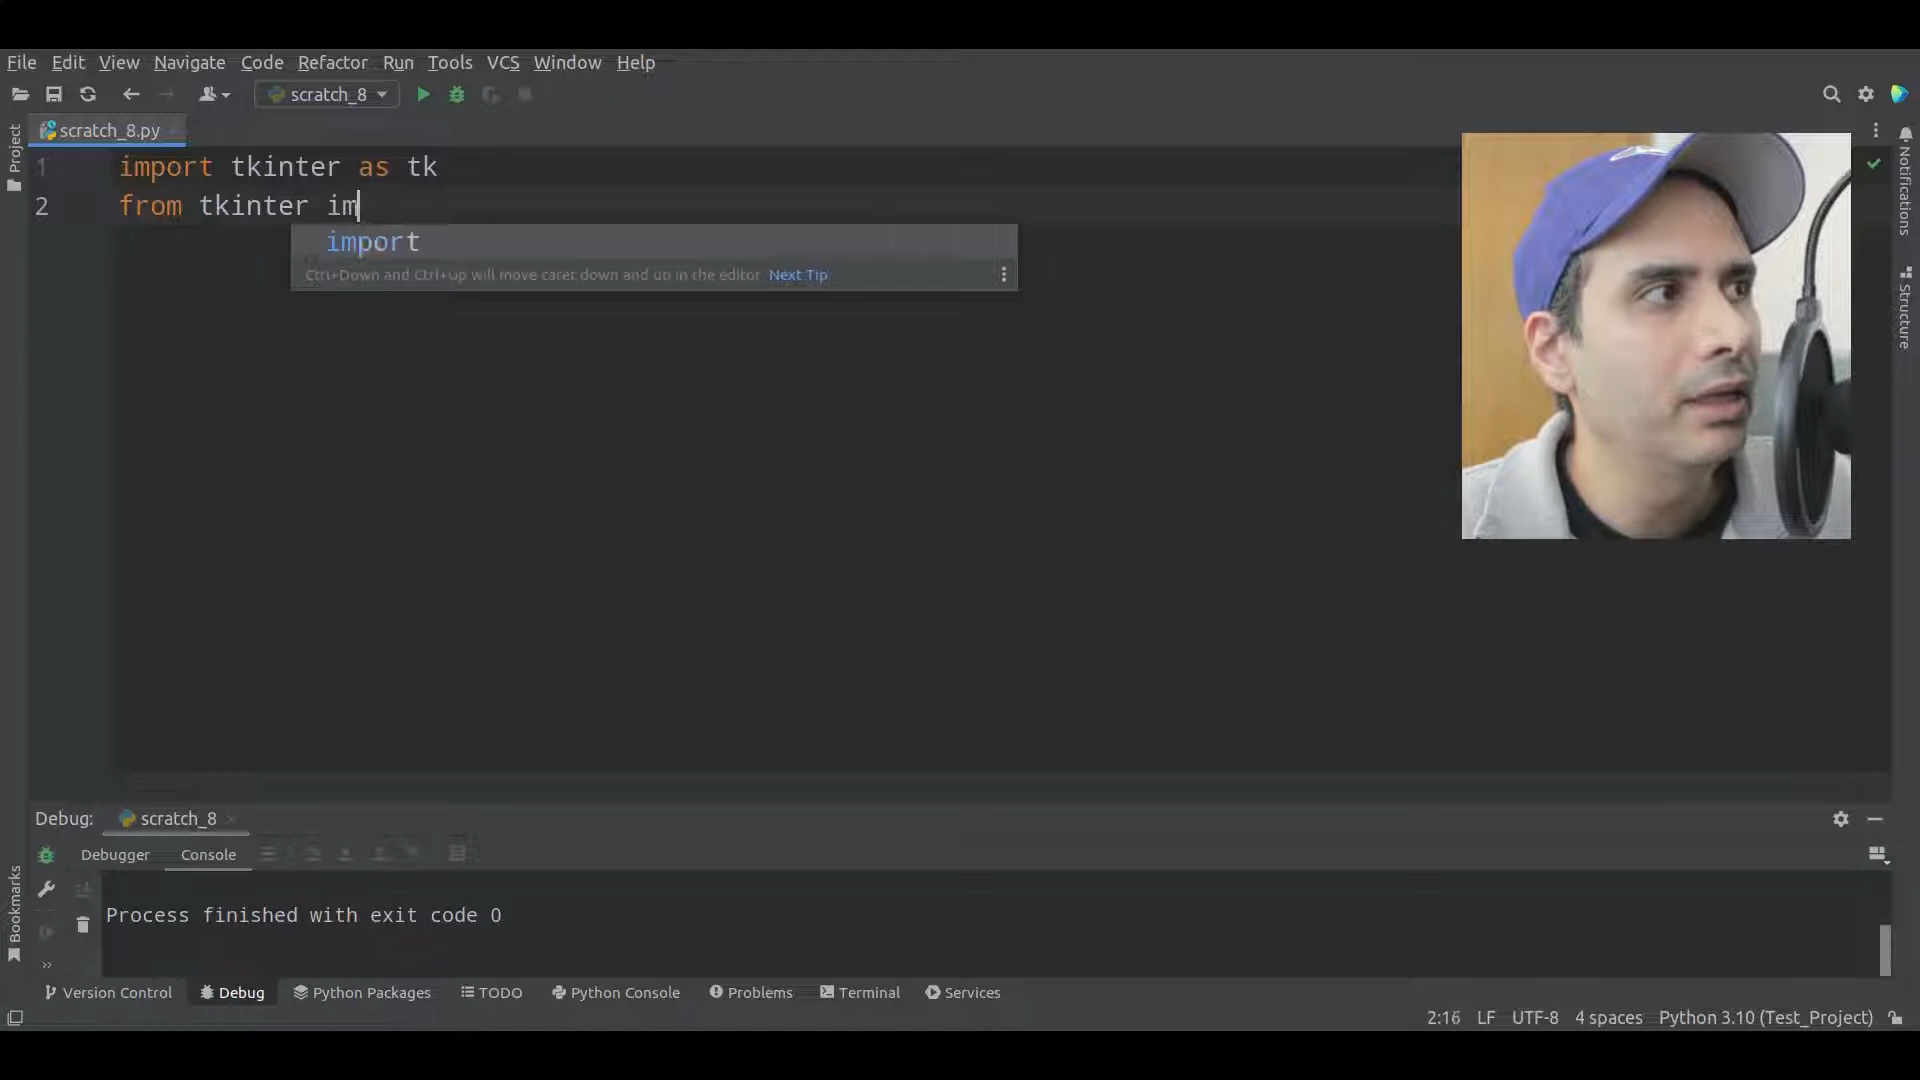 File Edit View Navigate Code Refactor Run Tools VCS Window Help
scratch_8
scratch_8.py
Project
Notifications
Structure
1 import tkinter as tk
2 from tkinter im
import
Ctrl+Down and Ctrl+Up will move caret down and up in the editor Next Tip
Debug: scratch_8
Debugger Console
Process finished with exit code 0
Bookmarks
Version Control Debug Python Packages TODO Python Console Problems Terminal Services
2:16 LF UTF-8 4 spaces Python 3.10 (Test_Project)